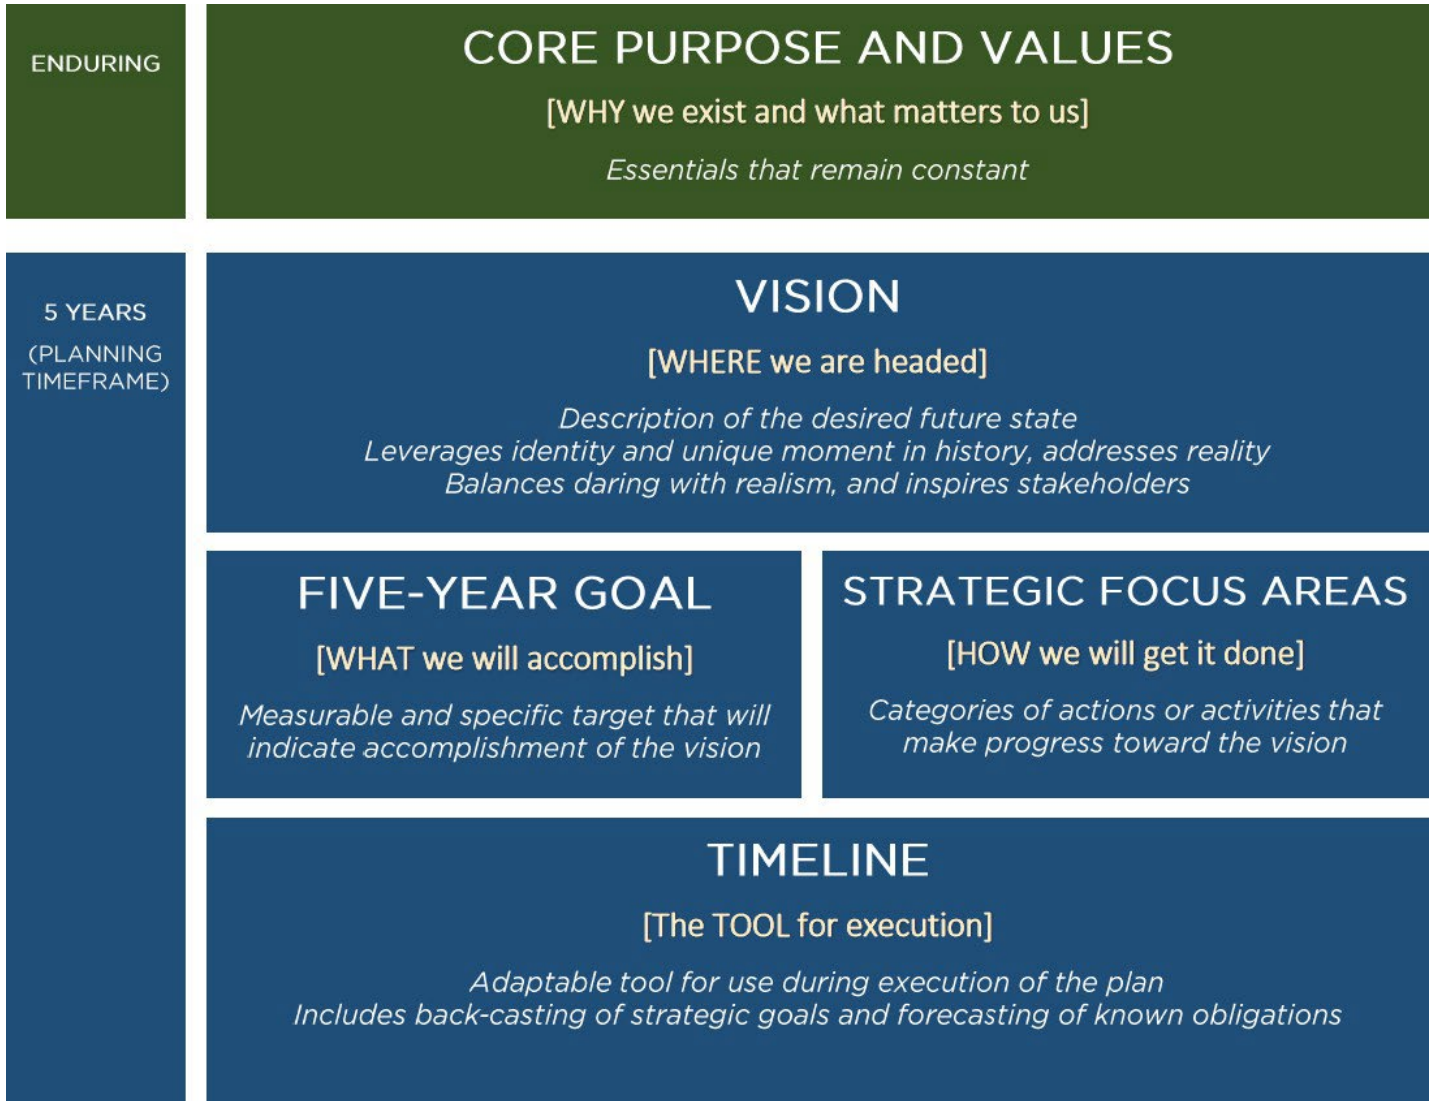 ENDURING
CORE PURPOSE AND VALUES
[WHY we exist and what matters to us]
Essentials that remain constant
5 YEARS
(PLANNING
TIMEFRAME)
VISION
[WHERE we are headed]
Description of the desired future state
Leverages identity and unique moment in history, addresses reality
Balances daring with realism, and inspires stakeholders
FIVE-YEAR GOAL
[WHAT we will accomplish]
Measurable and specific target that will
indicate accomplishment of the vision
STRATEGIC FOCUS AREAS
[HOW we will get it done]
Categories of actions or activities that
make progress toward the vision
TIMELINE
[The TOOL for execution]
Adaptable tool for use during execution of the plan
Includes back-casting of strategic goals and forecasting of known obligations